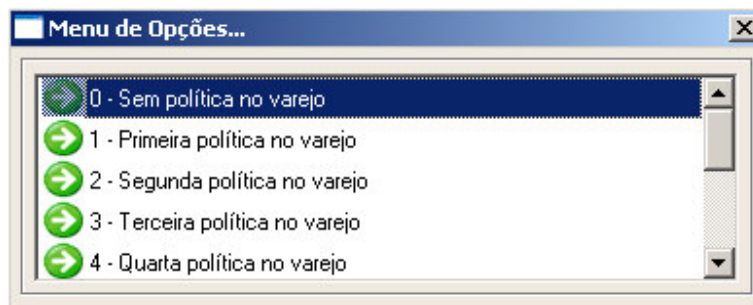 Menu de Opções...
0 - Sem política no varejo
1 - Primeira política no varejo
2 - Segunda política no varejo
3 - Terceira política no varejo
4 - Quarta política no varejo